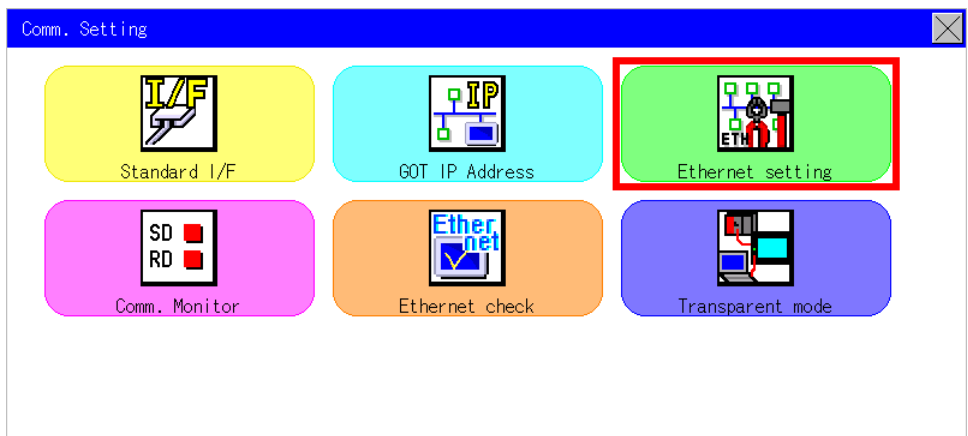 Comm. Setting
I/F
IP
ETH
Standard I/F
GOT IP Address
Ethernet setting
SD
RD
Ether
net
Comm. Monitor
Ethernet check
Transparent mode